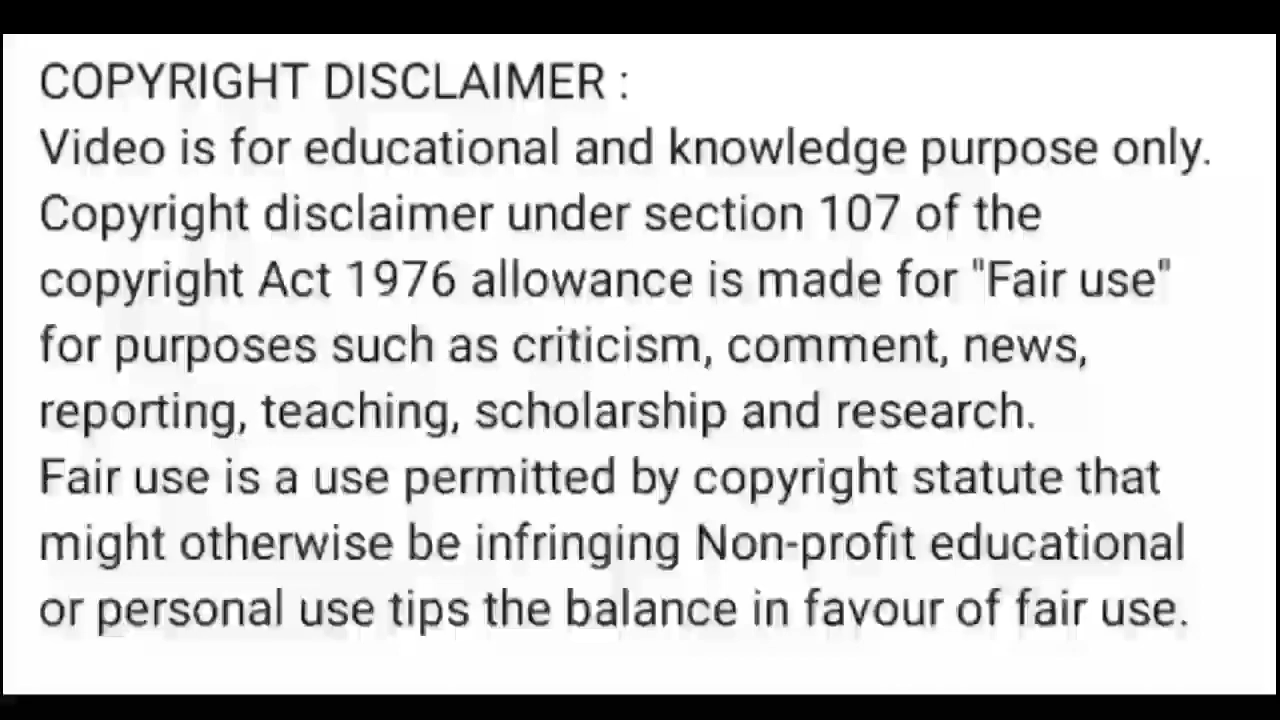 COPYRIGHT DISCLAIMER :
Video is for educational and knowledge purpose only.
Copyright disclaimer under section 107 of the
copyright Act 1976 allowance is made for "Fair use"
for purposes such as criticism, comment, news,
reporting, teaching, scholarship and research.
Fair use is a use permitted by copyright statute that
might otherwise be infringing Non-profit educational
or personal use tips the balance in favour of fair use.